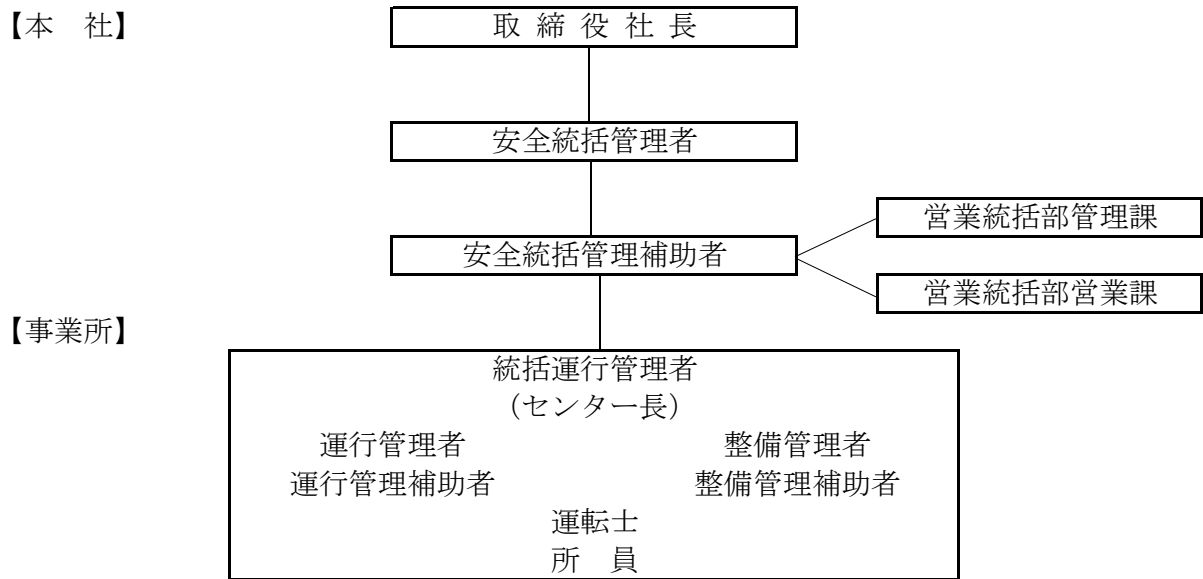 【本　社】
取 締 役 社 長
安全統括管理者
営業統括部管理課
安全統括管理補助者
営業統括部営業課
【事業所】
統括運行管理者
（センター長）
運行管理者　整備管理者
運行管理補助者　整備管理補助者
運転士
所　員